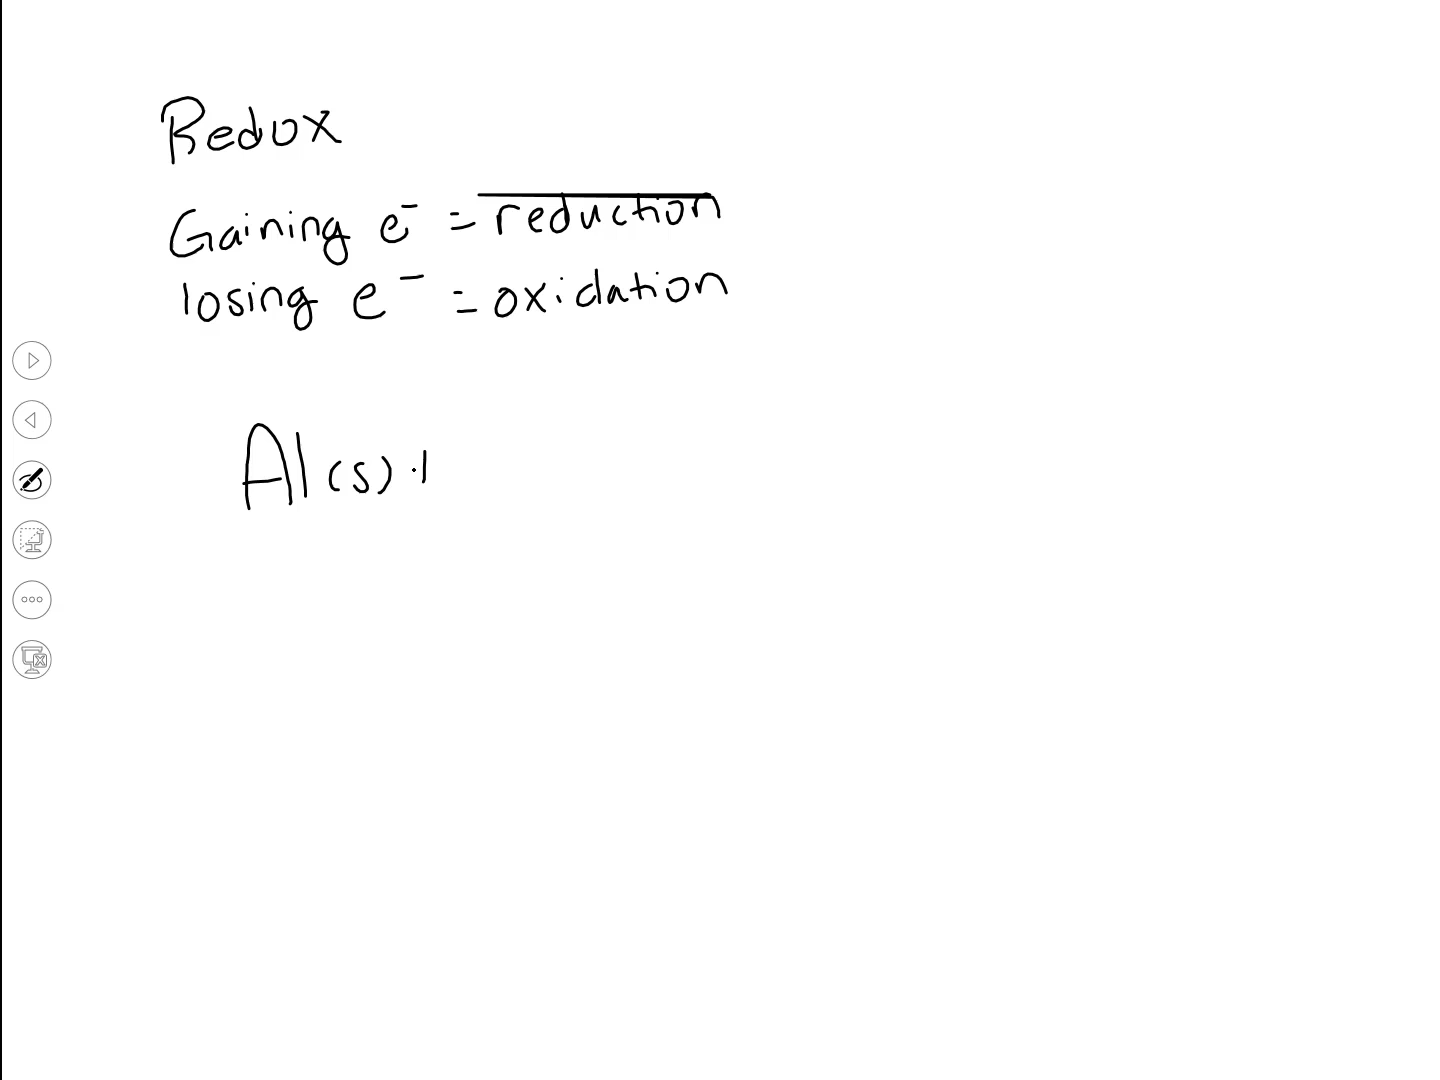 Redox
Gaining e⁻ = reduction
losing e⁻ = oxidation
Al (s)